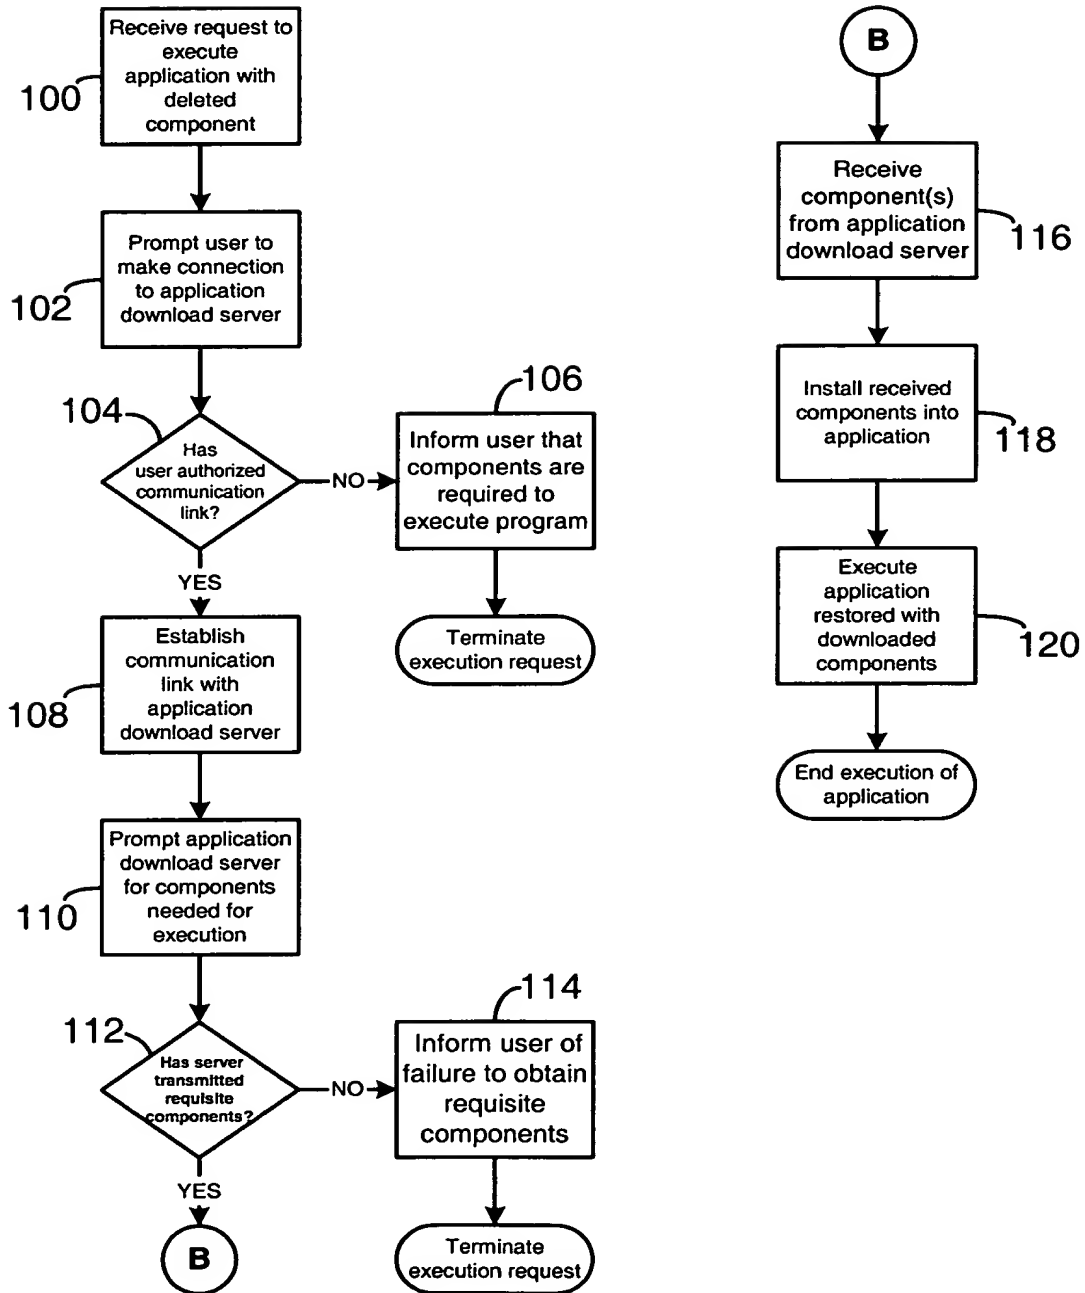 Receive request to
execute
application with
deleted
component
100
Prompt user to
make connection
to application
download server
102
104
Has
user authorized
communication
link?
NO
106
Inform user that
components are
required to
execute program
Terminate
execution request
YES
Establish
communication
link with
application
download server
108
Prompt application
download server
for components
needed for
execution
110
112
Has server
transmitted
requisite
components?
NO
114
Inform user of
failure to obtain
requisite
components
Terminate
execution request
YES
B
B
Receive
component(s)
from application
download server
116
Install received
components into
application
118
Execute
application
restored with
downloaded
components
120
End execution of
application